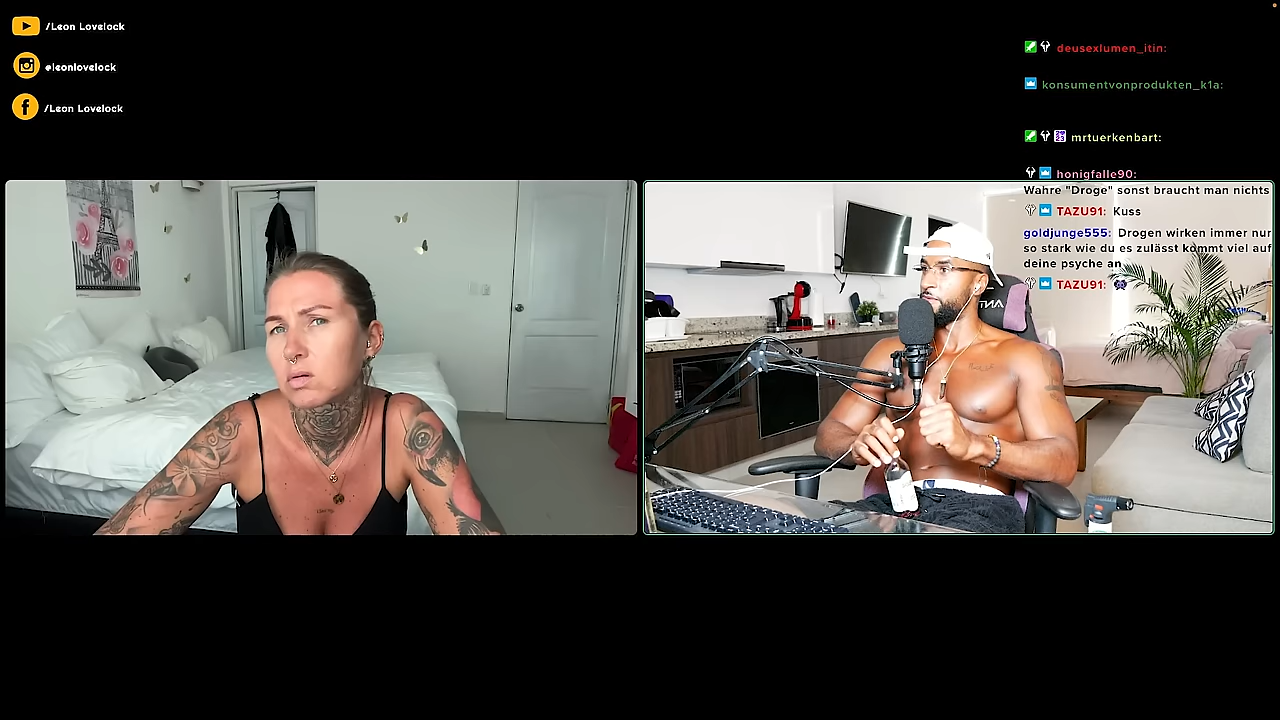 /Leon Lovelock
@leonlovelock
/Leon Lovelock
deusexlumen_itin:
konsumentvonprodukten_k1a:
mrtuerkenbart:
honigfalle90:
Wahre "Droge" sonst braucht man nichts
TAZU91: Kuss
goldjunge555: Drogen wirken immer nur
so stark wie du es zulässt kommt viel auf
deine psyche an
TAZU91: